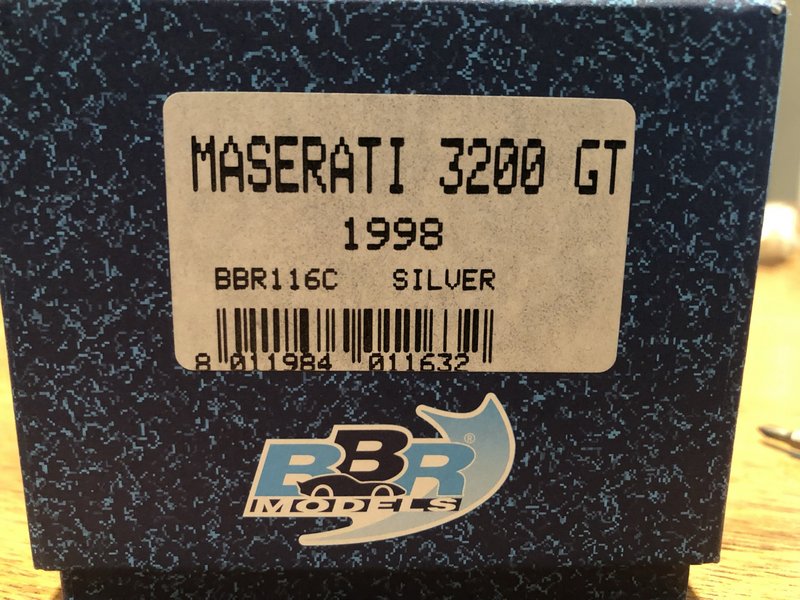 MASERATI 3200 GT
1998
BBR116C SILVER
8 011984 011632
BBR®
MODELS